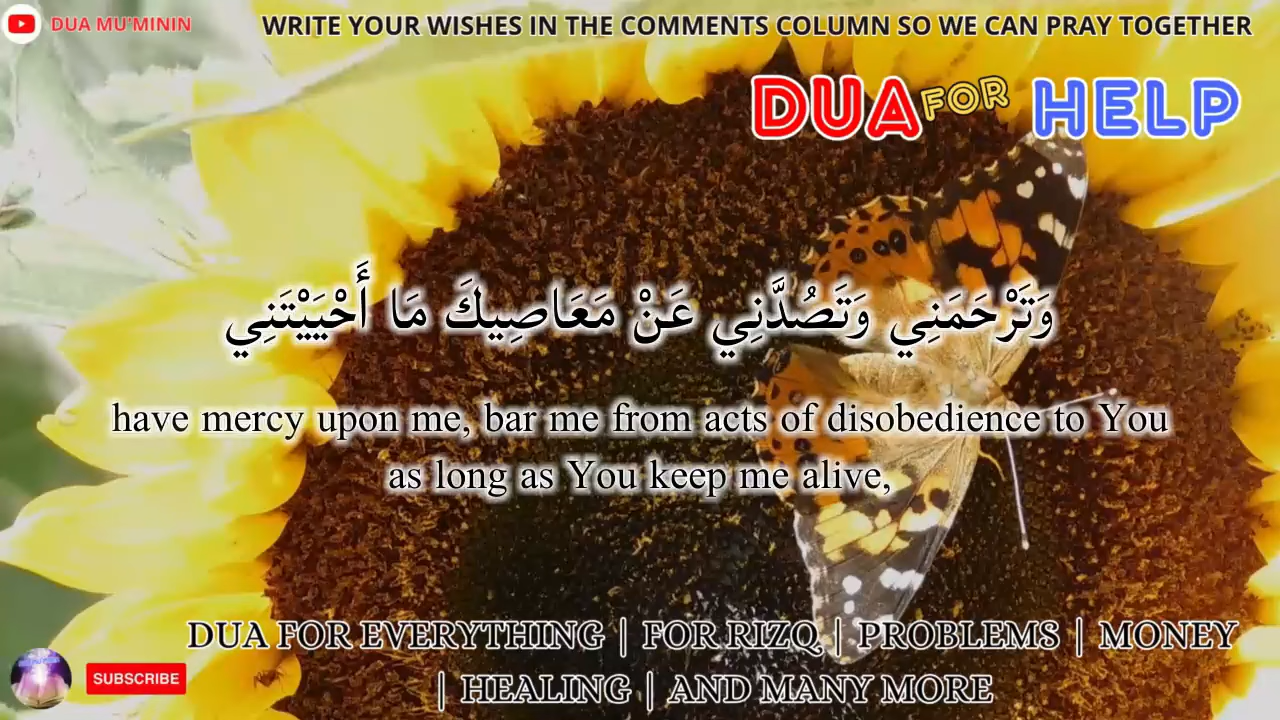 DUA MU'MININ
WRITE YOUR WISHES IN THE COMMENTS COLUMN SO WE CAN PRAY TOGETHER
DUA FOR HELP
وَتَرْحَمَنِي وَتَصُدَّنِي عَنْ مَعَاصِيكَ مَا أَحْيَيْتَنِي
have mercy upon me, bar me from acts of disobedience to You
as long as You keep me alive,
DUA FOR EVERYTHING | FOR RIZQ | PROBLEMS | MONEY
| HEALING | AND MANY MORE
SUBSCRIBE